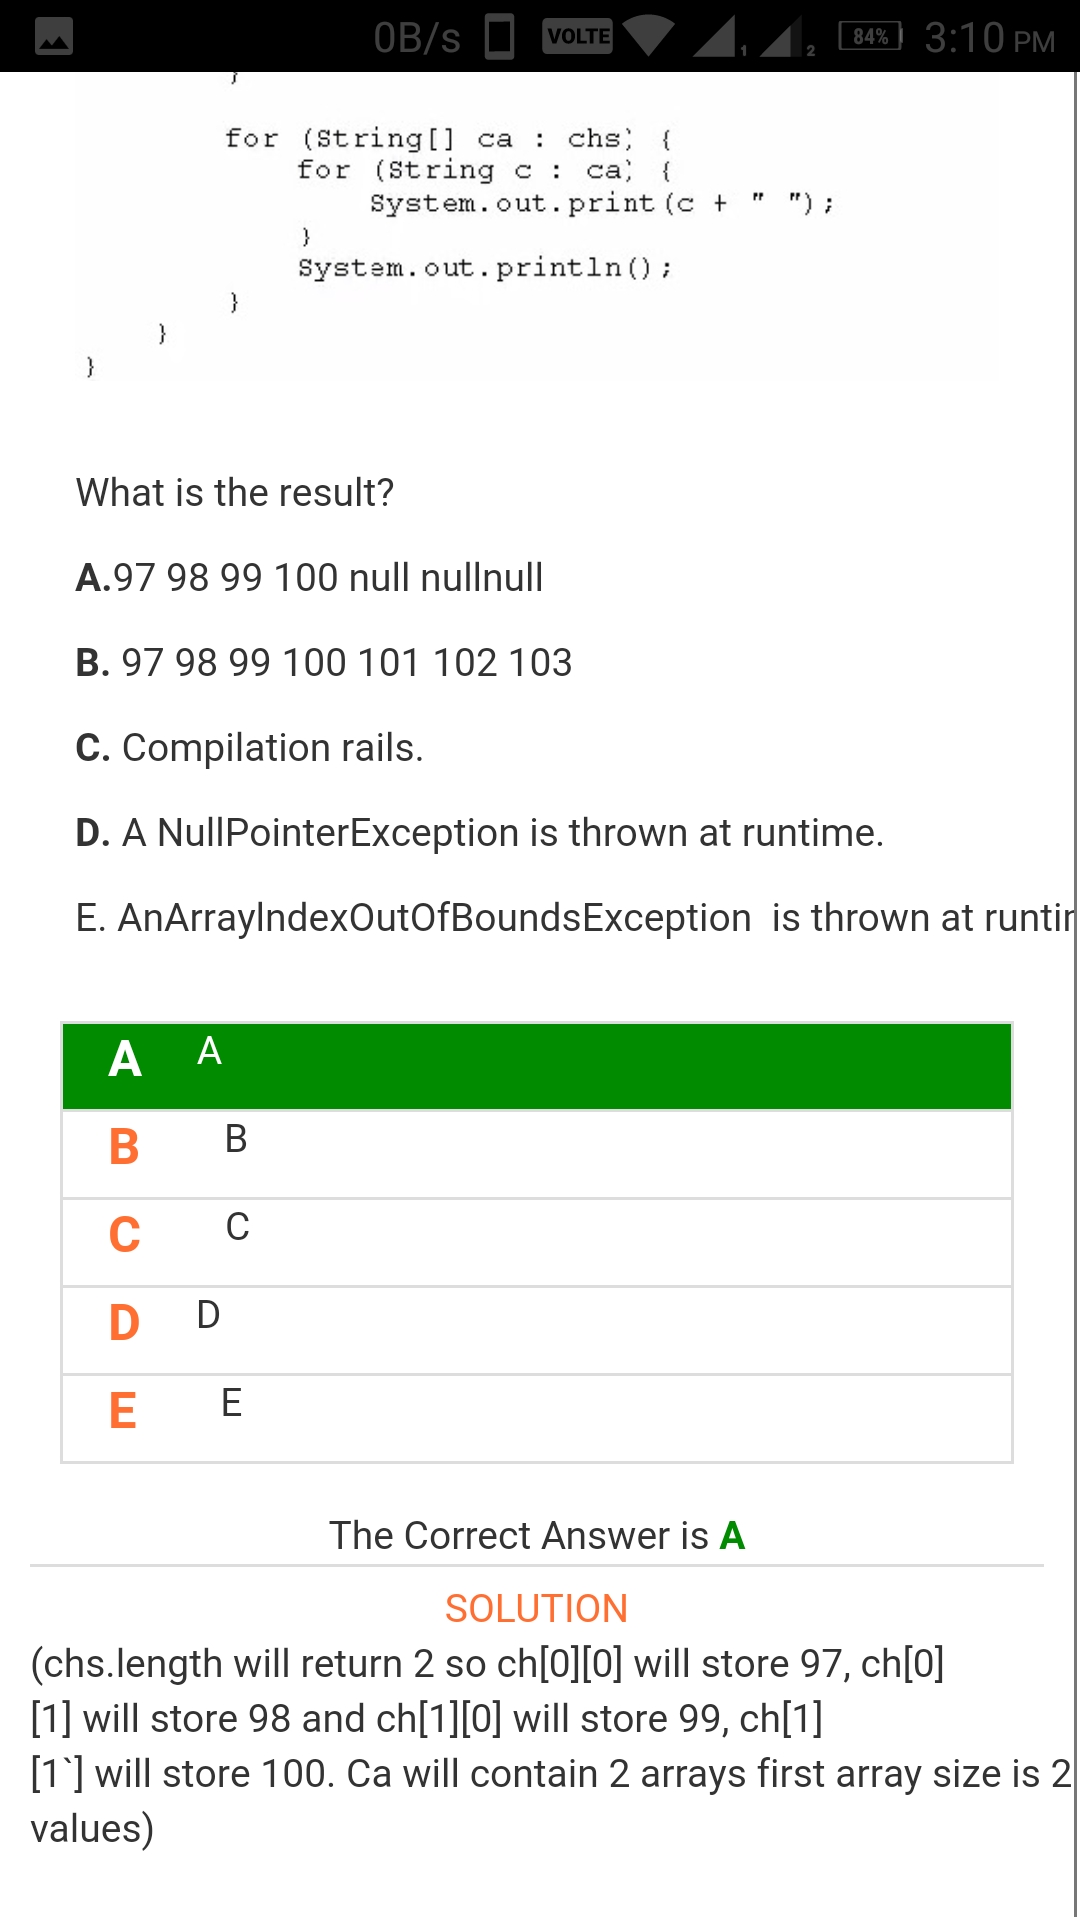 0B/s VOLTE 1 2 84% 3:10 PM
}
for (String[] ca : chs) {
for (String c : ca) {
System.out.print(c + " ");
}
System.out.println();
}
}
}
What is the result?
A.97 98 99 100 null nullnull
B. 97 98 99 100 101 102 103
C. Compilation rails.
D. A NullPointerException is thrown at runtime.
E. AnArrayIndexOutOfBoundsException is thrown at
A A
B B
C C
D D
E E
The Correct Answer is A
SOLUTION
(chs.length will return 2 so ch[0][0] will store 97, ch[0]
[1] will store 98 and ch[1][0] will store 99, ch[1]
[1`] will store 100. Ca will contain 2 arrays first array size is 2
values)